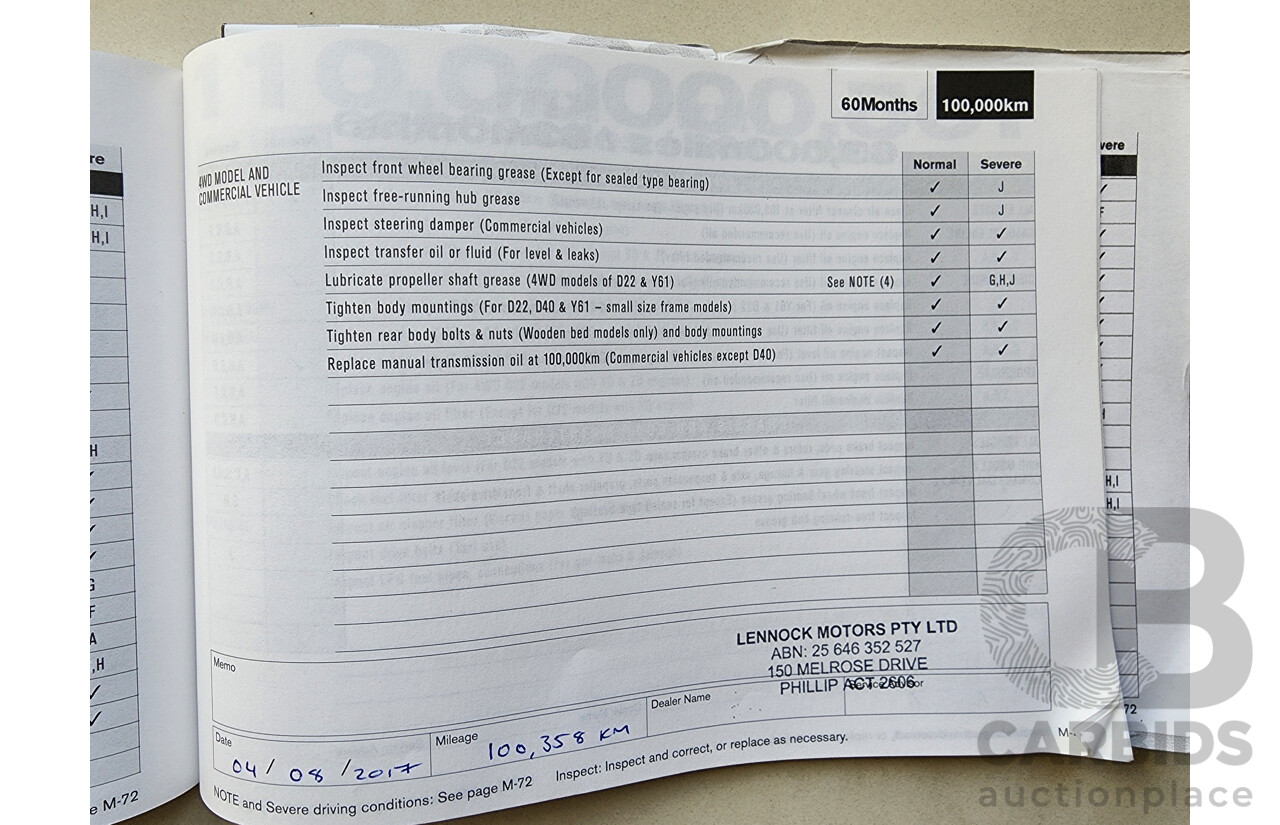 60Months 100,000km
Normal Severe
4WD MODEL AND
COMMERCIAL VEHICLE
Inspect front wheel bearing grease (Except for sealed type bearing) ✓ J
Inspect free-running hub grease ✓ J
Inspect steering damper (Commercial vehicles) ✓ ✓
Inspect transfer oil or fluid (For level & leaks) ✓ ✓
Lubricate propeller shaft grease (4WD models of D22 & Y61) See NOTE (4) ✓ G,H,J
Tighten body mountings (For D22, D40 & Y61 – small size frame models) ✓ ✓
Tighten rear body bolts & nuts (Wooden bed models only) and body mountings ✓ ✓
Replace manual transmission oil at 100,000km (Commercial vehicles except D40) ✓ ✓
Memo
LENNOCK MOTORS PTY LTD
ABN: 25 646 352 527
150 MELROSE DRIVE
PHILLIP ACT 2606
Date
04/08/2017
Mileage
100,358 KM
Dealer Name
NOTE and Severe driving conditions: See page M-72
Inspect: Inspect and correct, or replace as necessary.
re
H,I
H,I
H
G
F
A
,H
e M-72
vere
F
H,I
H,I
72
CB
CARBIDS
auctionplace